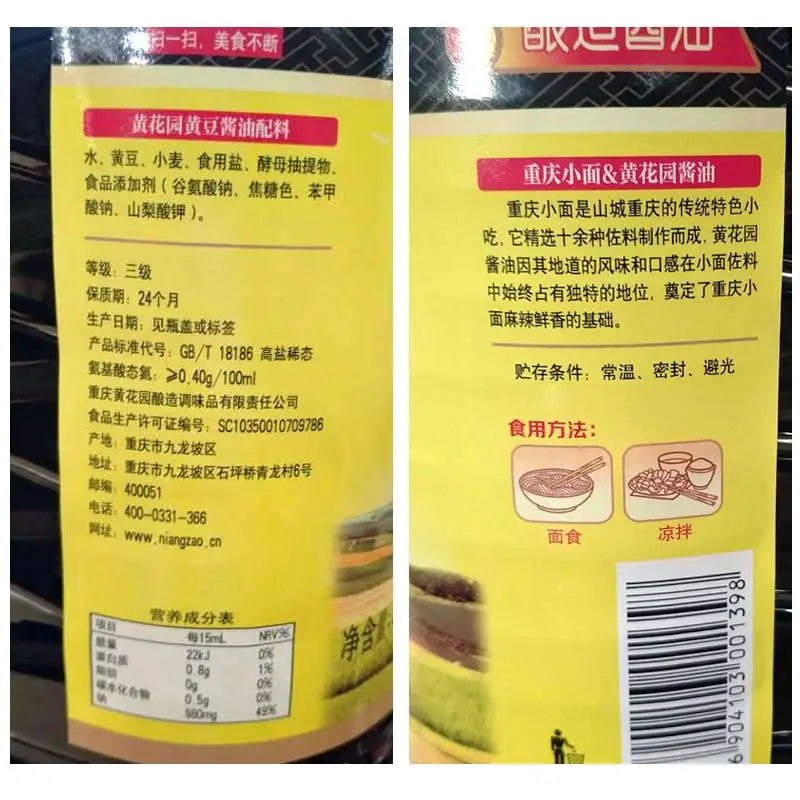 扫一扫，美食不断
黄花园黄豆酱油配料
水、黄豆、小麦、食用盐、酵母抽提物、
食品添加剂（谷氨酸钠、焦糖色、苯甲
酸钠、山梨酸钾）。
等级：三级
保质期：24个月
生产日期：见瓶盖或标签
产品标准代号：GB/T 18186 高盐稀态
氨基酸态氮：≥0.40g/100ml
重庆黄花园酿造调味品有限责任公司
食品生产许可证编号：SC10350010709786
产地：重庆市九龙坡区
地址：重庆市九龙坡区石坪桥青龙村6号
邮编：400051
电话：400-0331-366
网址：www.niangzao.cn
营养成分表
项目 每15mL NRV%
能量 22kJ 0%
蛋白质 0.8g 1%
脂肪 0g 0%
碳水化合物 0.5g 0%
钠 980mg 49%
净含量
酿造酱油
重庆小面&黄花园酱油
重庆小面是山城重庆的传统特色小
吃，它精选十余种佐料制作而成，黄花园
酱油因其地道的风味和口感在小面佐料
中始终占有独特的地位，奠定了重庆小
面麻辣鲜香的基础。
贮存条件：常温、密封、避光
食用方法：
面食 凉拌
6904103001398